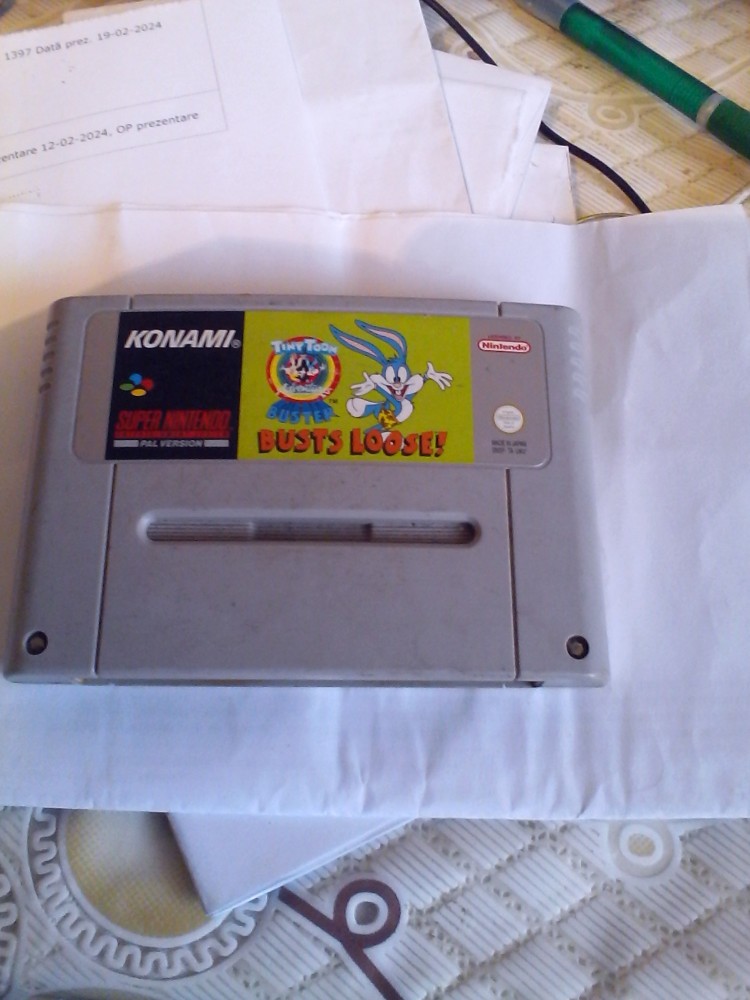 1397 Dată prez. 19-02-2024
entare 12-02-2024, OP prezentare
KONAMI®
SUPER NINTENDO
PAL VERSION
TINY TOON
BUSTER
BUSTS LOOSE!
Nintendo
MADE IN JAPAN